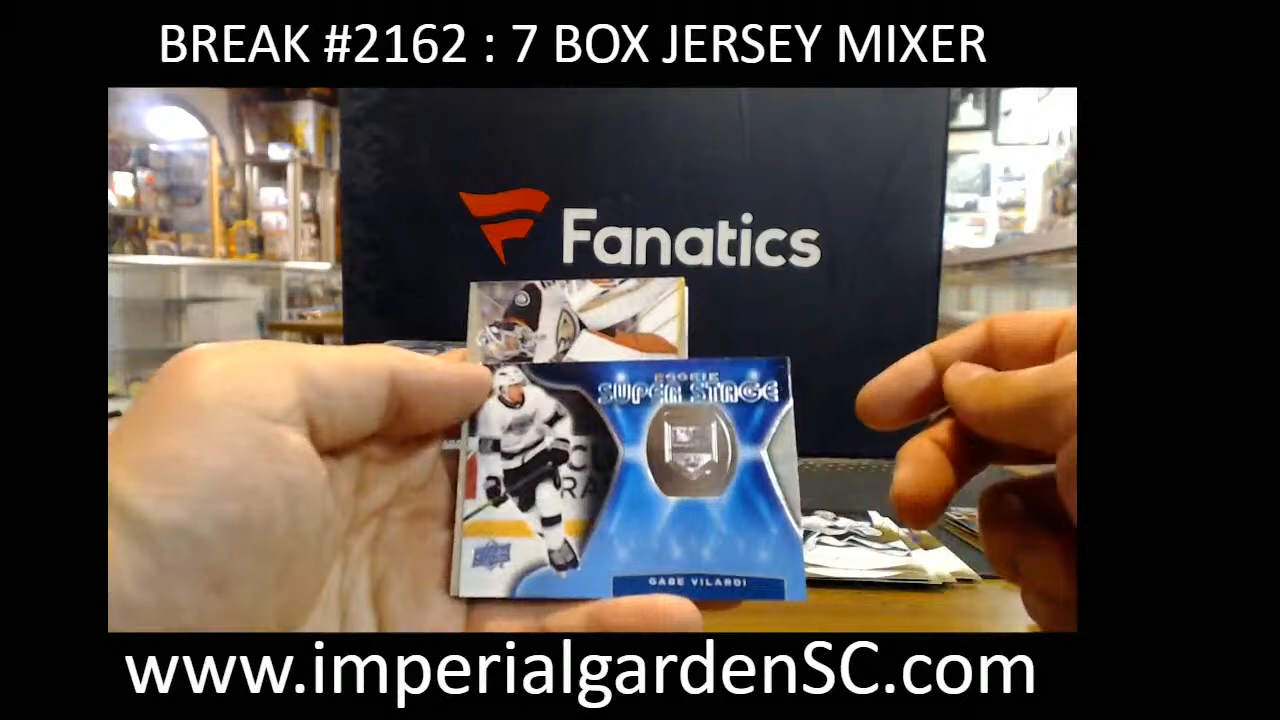 BREAK #2162 : 7 BOX JERSEY MIXER
Fanatics
ROOKIE
SUPER STAGE
GABE VILARDI
www.imperialgardenSC.com